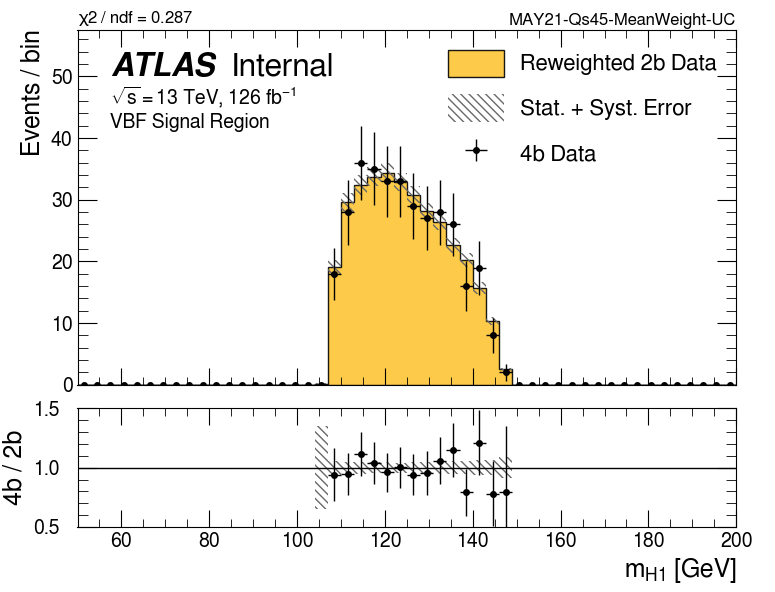 χ2 / ndf = 0.287
MAY21-Qs45-MeanWeight-UC
ATLAS Internal
√s = 13 TeV, 126 fb⁻¹
VBF Signal Region
Reweighted 2b Data
Stat. + Syst. Error
4b Data
Events / bin
50
40
30
20
10
0
4b / 2b
1.5
1.0
0.5
60 80 100 120 140 160 180 200
mH1 [GeV]